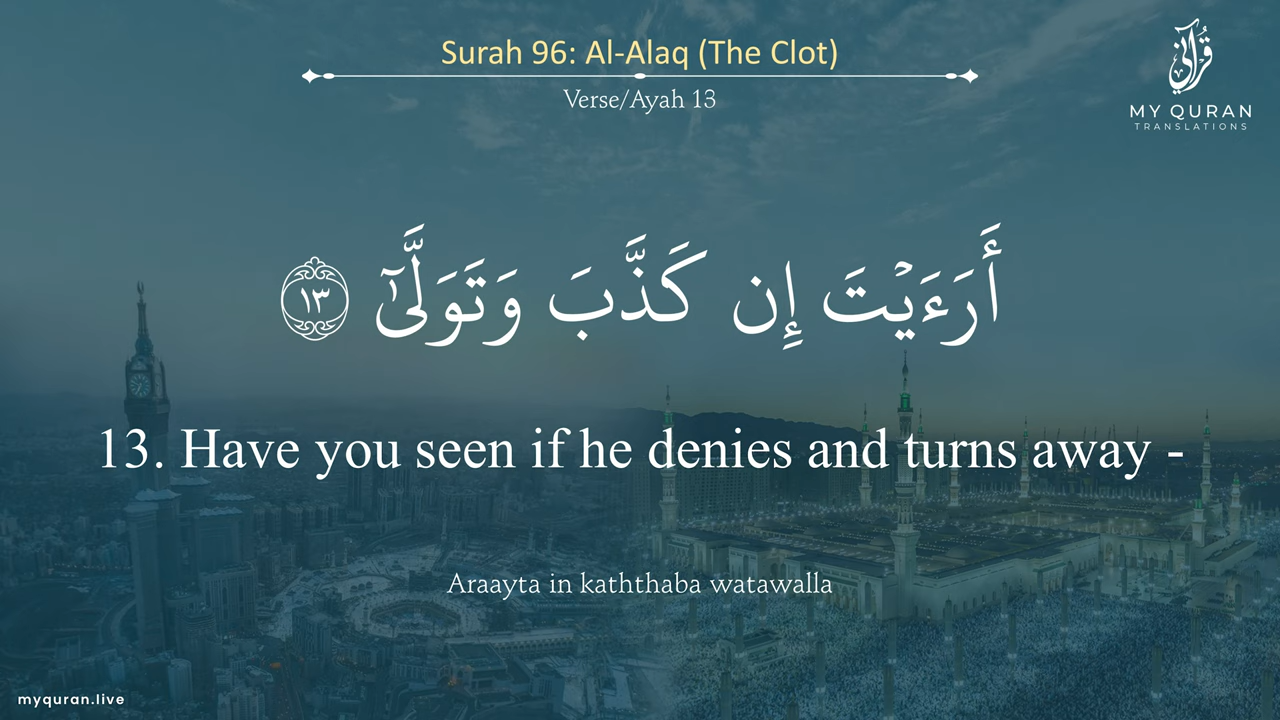 Surah 96: Al-Alaq (The Clot)
Verse/Ayah 13
قرآني
MY QURAN
TRANSLATIONS
أَرَءَيْتَ إِن كَذَّبَ وَتَوَلَّىٰٓ ١٣
13. Have you seen if he denies and turns away -
Araayta in kaththaba watawalla
myquran.live